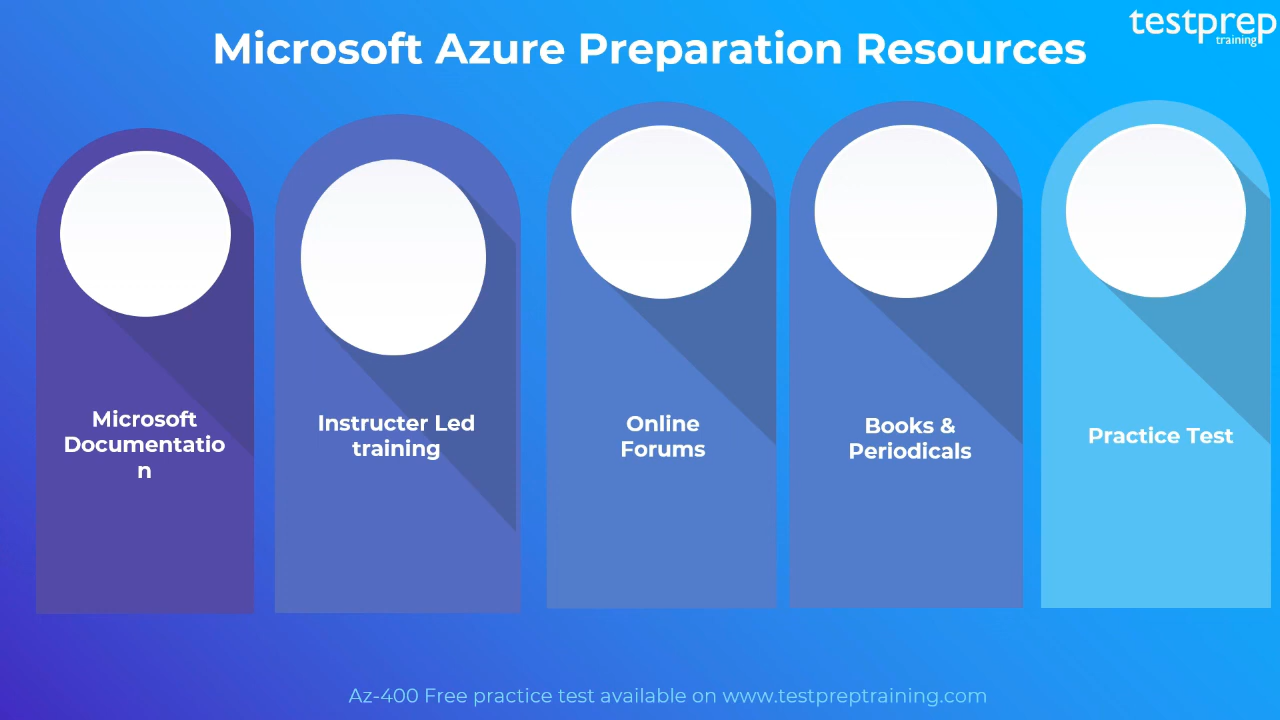 testprep
training
Microsoft Azure Preparation Resources
Microsoft
Documentatio
n
Instructer Led
training
Online
Forums
Books &
Periodicals
Practice Test
Az-400 Free practice test available on www.testpreptraining.com